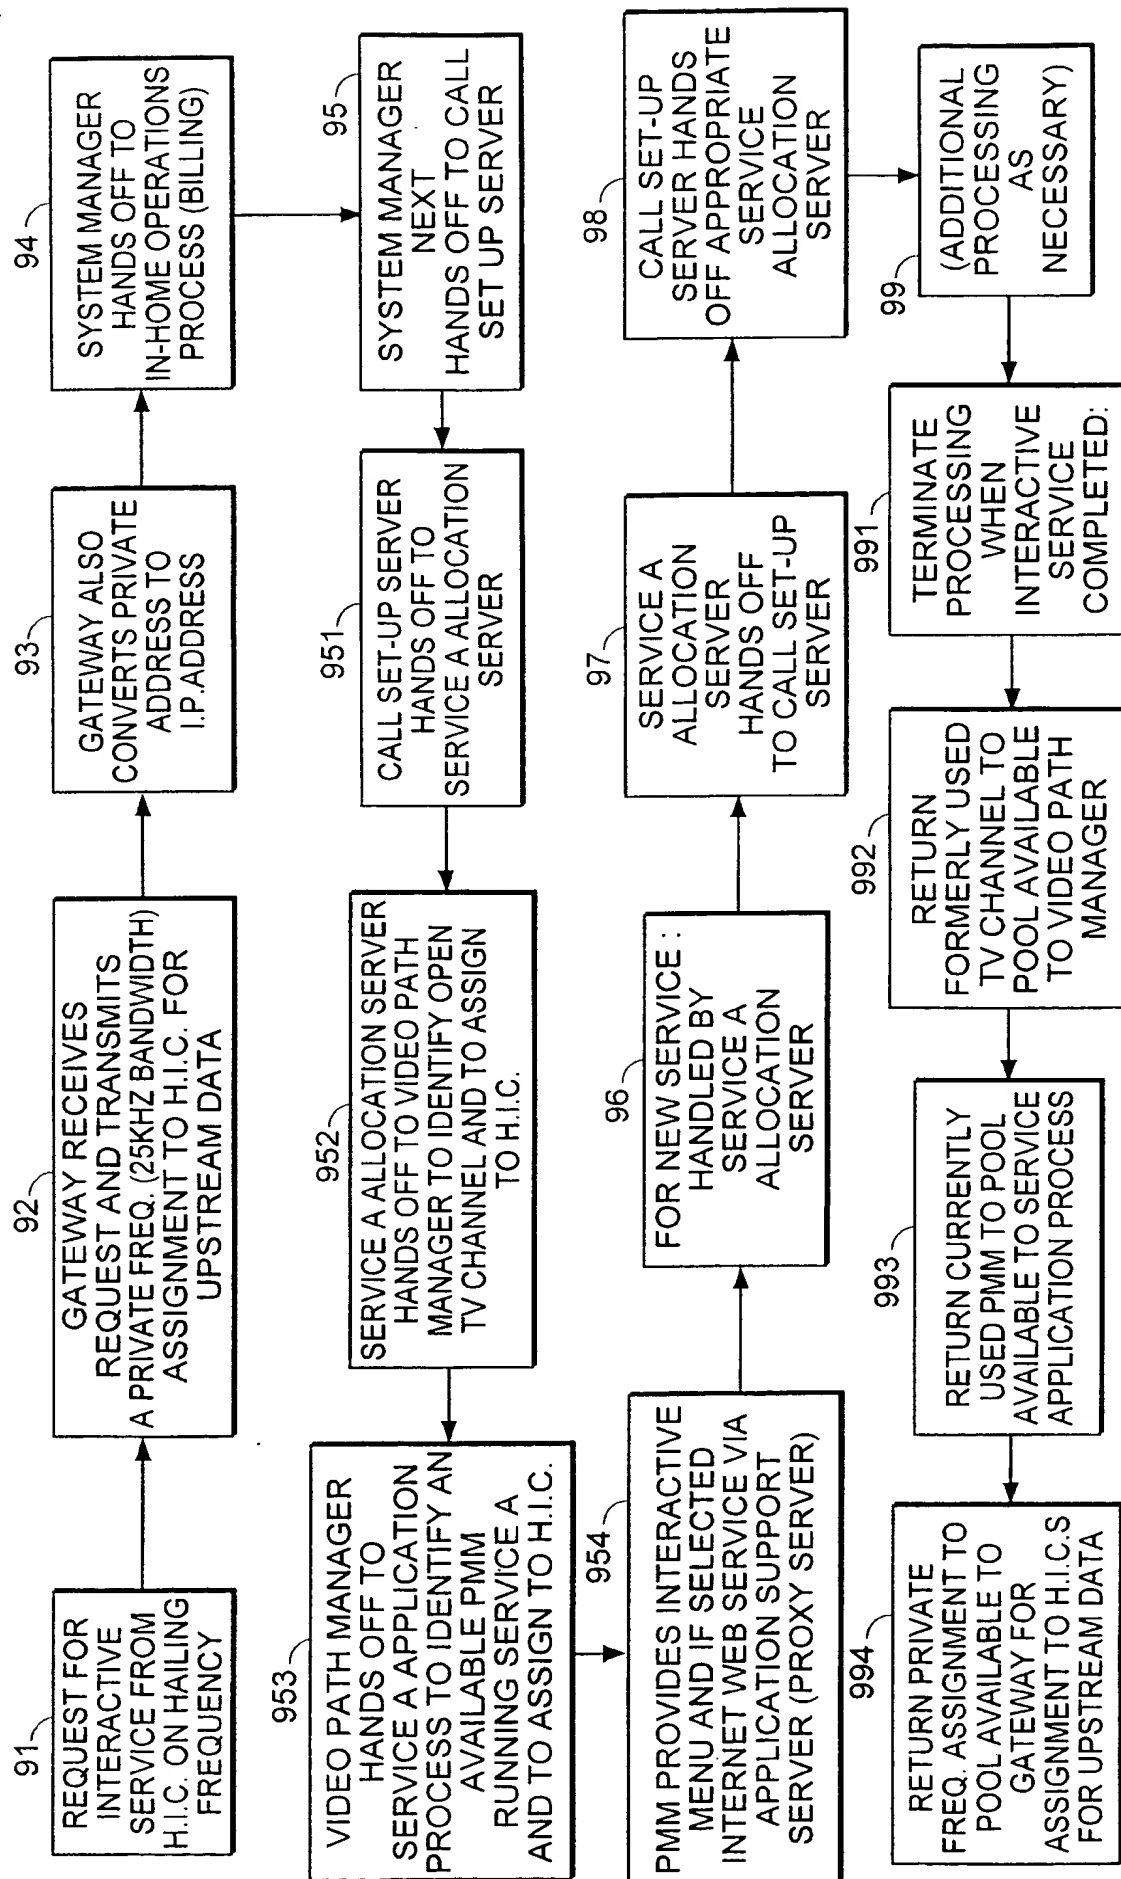 91
REQUEST FOR
INTERACTIVE
SERVICE FROM
H.I.C. ON HAILING
FREQUENCY
92
GATEWAY RECEIVES
REQUEST AND TRANSMITS
A PRIVATE FREQ. (25KHZ BANDWIDTH)
ASSIGNMENT TO H.I.C. FOR
UPSTREAM DATA
93
GATEWAY ALSO
CONVERTS PRIVATE
ADDRESS TO
I.P.ADDRESS
94
SYSTEM MANAGER
HANDS OFF TO
IN-HOME OPERATIONS
PROCESS (BILLING)
95
SYSTEM MANAGER
NEXT
HANDS OFF TO CALL
SET UP SERVER
951
CALL SET-UP SERVER
HANDS OFF TO
SERVICE A ALLOCATION
SERVER
952
SERVICE A ALLOCATION SERVER
HANDS OFF TO VIDEO PATH
MANAGER TO IDENTIFY OPEN
TV CHANNEL AND TO ASSIGN
TO H.I.C.
953
VIDEO PATH MANAGER
HANDS OFF TO
SERVICE A APPLICATION
PROCESS TO IDENTIFY AN
AVAILABLE PMM
RUNNING SERVICE A
AND TO ASSIGN TO H.I.C.
954
PMM PROVIDES INTERACTIVE
MENU AND IF SELECTED
INTERNET WEB SERVICE VIA
APPLICATION SUPPORT
SERVER (PROXY SERVER)
96
FOR NEW SERVICE :
HANDLED BY
SERVICE A
ALLOCATION
SERVER
97
SERVICE A
ALLOCATION
SERVER
HANDS OFF
TO CALL SET-UP
SERVER
98
CALL SET-UP
SERVER HANDS
OFF APPROPRIATE
SERVICE
ALLOCATION
SERVER
99
(ADDITIONAL
PROCESSING
AS
NECESSARY)
991
TERMINATE
PROCESSING
WHEN
INTERACTIVE
SERVICE
COMPLETED:
992
RETURN
FORMERLY USED
TV CHANNEL TO
POOL AVAILABLE
TO VIDEO PATH
MANAGER
993
RETURN CURRENTLY
USED PMM TO POOL
AVAILABLE TO SERVICE
APPLICATION PROCESS
994
RETURN PRIVATE
FREQ. ASSIGNMENT TO
POOL AVAILABLE TO
GATEWAY FOR
ASSIGNMENT TO H.I.C.S
FOR UPSTREAM DATA